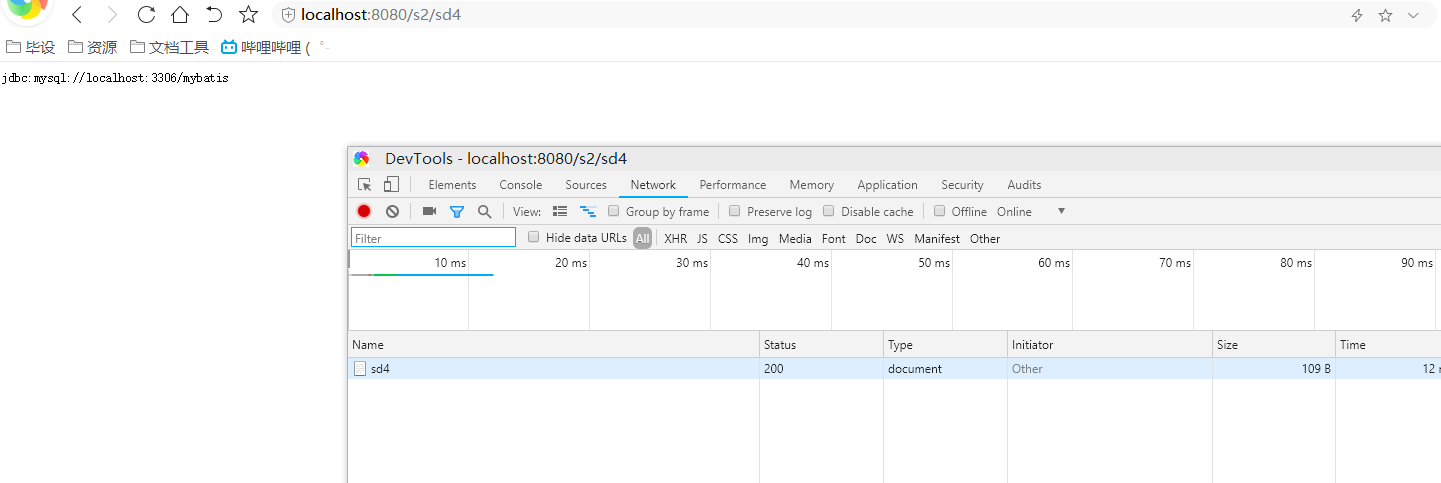 localhost:8080/s2/sd4
毕设 资源 文档工具 哔哩哔哩 ( ゜-
jdbc:mysql://localhost:3306/mybatis
DevTools - localhost:8080/s2/sd4
Elements Console Sources Network Performance Memory Application Security Audits
View: Group by frame Preserve log Disable cache Offline Online
Filter Hide data URLs All XHR JS CSS Img Media Font Doc WS Manifest Other
10 ms 20 ms 30 ms 40 ms 50 ms 60 ms 70 ms 80 ms 90 ms
Name Status Type Initiator Size Time
sd4 200 document Other 109 B 12